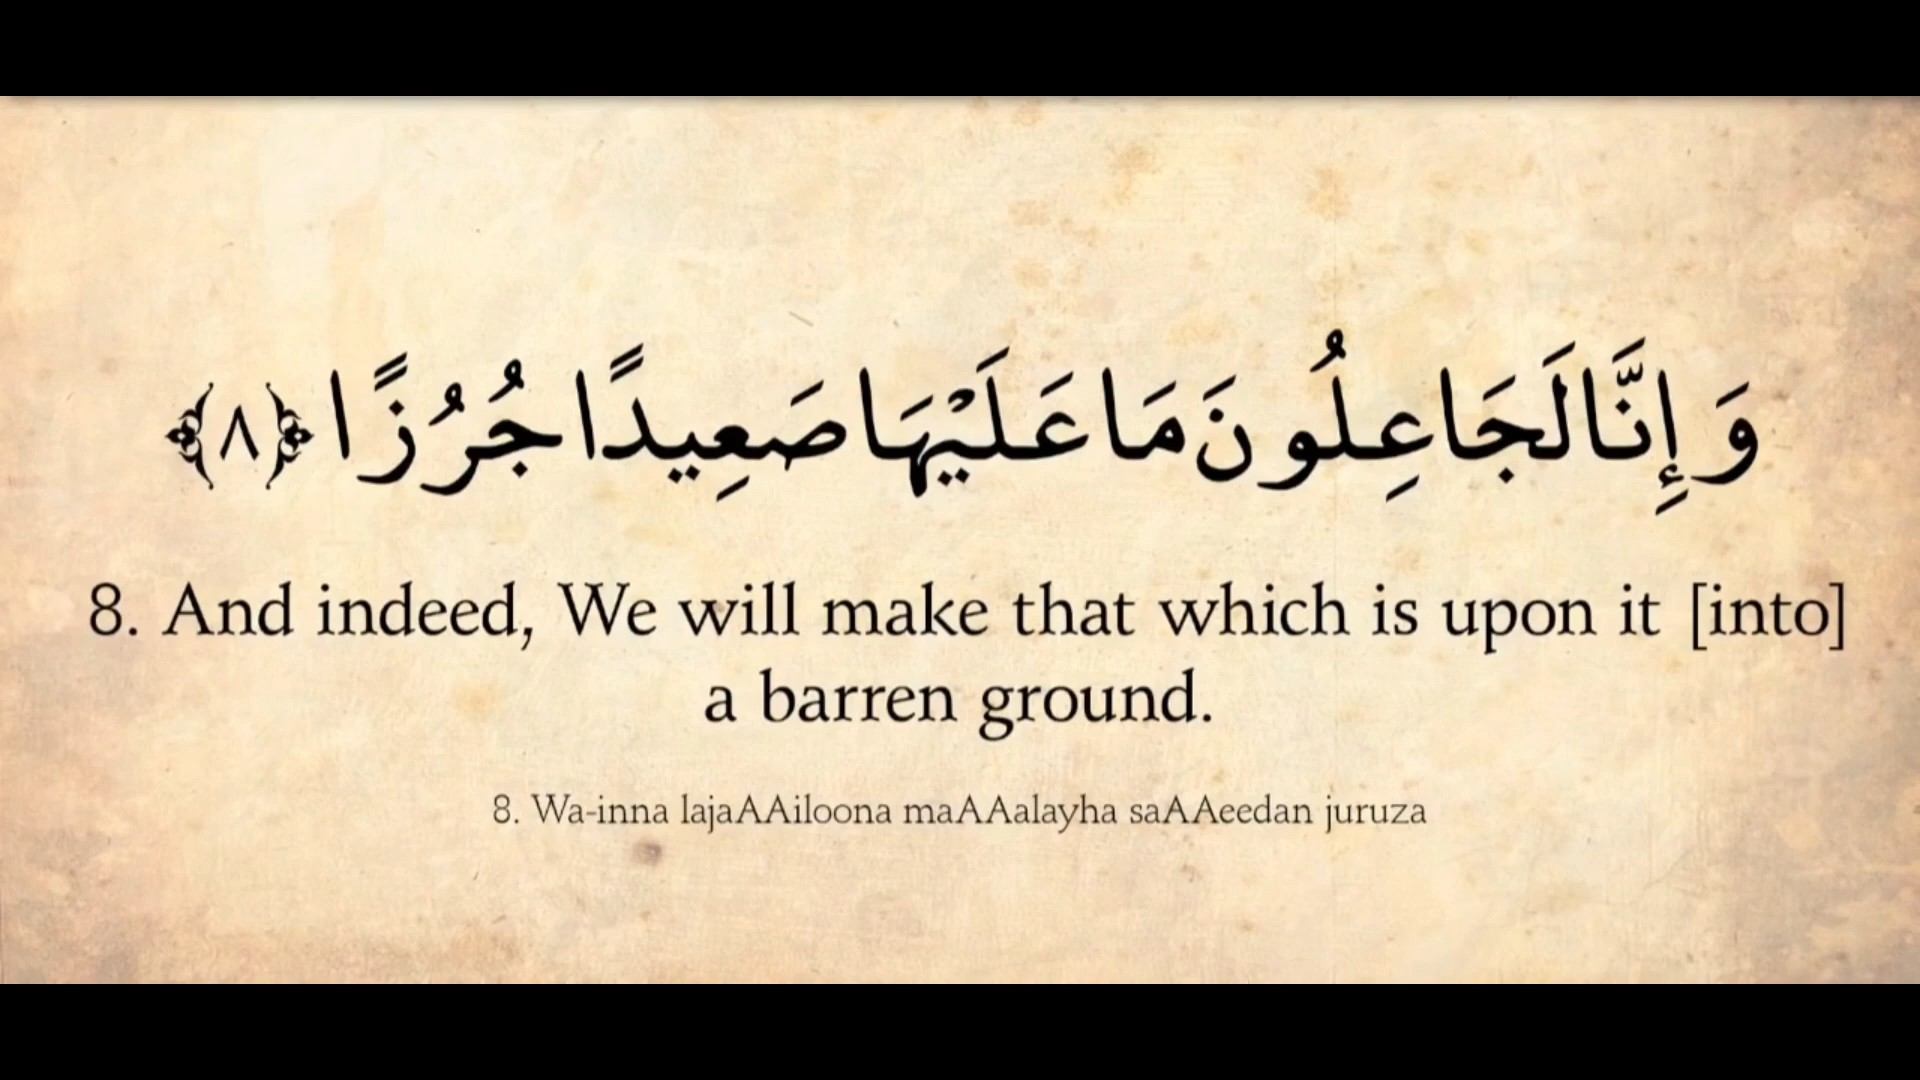 وَ إِنَّا لَجَاعِلُونَ مَا عَلَيْهَا صَعِيدًا جُرُزًا ﴿٨﴾
8. And indeed, We will make that which is upon it [into]
a barren ground.
8. Wa-inna lajaAAiloona maAAalayha saAAeedan juruza